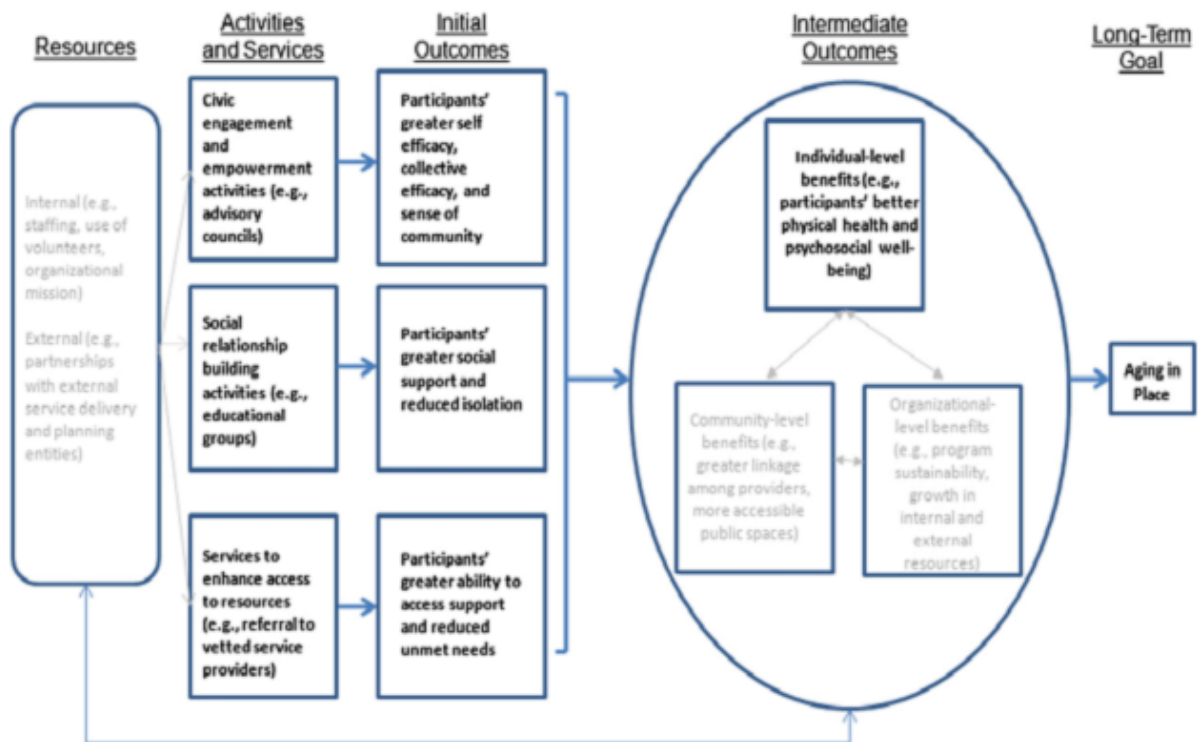 Resources
Activities
and Services
Initial
Outcomes
Intermediate
Outcomes
Long-Term
Goal
Internal (e.g.,
staffing, use of
volunteers,
organizational
mission)
External (e.g.,
partnerships
with external
service delivery
and planning
entities)
Civic
engagement
and
empowerment
activities (e.g.,
advisory
councils)
Participants'
greater self
efficacy,
collective
efficacy, and
sense of
community
Social
relationship
building
activities (e.g.,
educational
groups)
Participants'
greater social
support and
reduced isolation
Services to
enhance access
to resources
(e.g., referral to
vetted service
providers)
Participants'
greater ability to
access support
and reduced
unmet needs
Individual-level
benefits (e.g.,
participants' better
physical health and
psychosocial well-
being)
Community-level
benefits (e.g.,
greater linkage
among providers,
more accessible
public spaces)
Organizational-
level benefits
(e.g., program
sustainability,
growth in
internal and
external
resources)
Aging in
Place